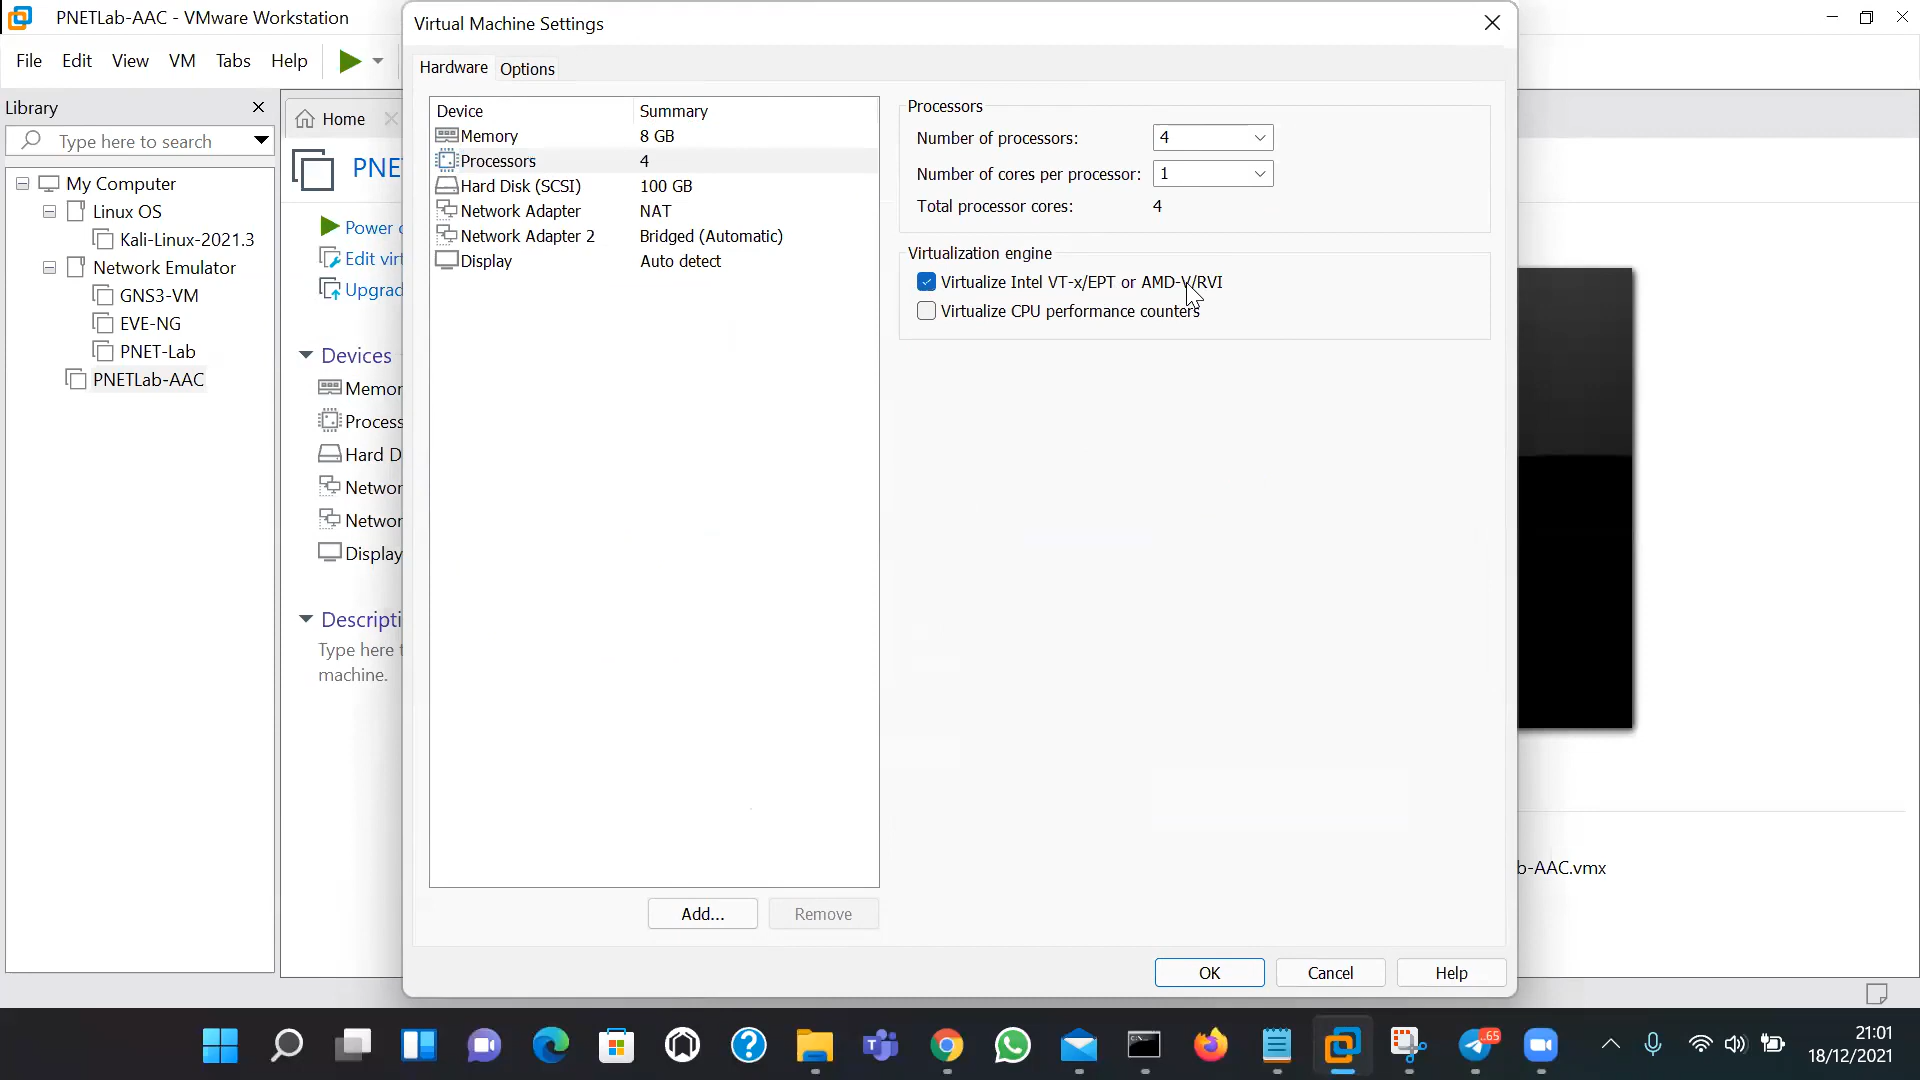 PNETLab-AAC - VMware Workstation
File Edit View VM Tabs Help
Library
Type here to search
My Computer
Linux OS
Kali-Linux-2021.3
Network Emulator
GNS3-VM
EVE-NG
PNET-Lab
PNETLab-AAC
Home
PNE
Power o
Edit virt
Upgrad
Devices
Memor
Process
Hard D
Networ
Networ
Display
Descripti
Type here t
machine.
Virtual Machine Settings
Hardware Options
Device Summary
Memory 8 GB
Processors 4
Hard Disk (SCSI) 100 GB
Network Adapter NAT
Network Adapter 2 Bridged (Automatic)
Display Auto detect
Add... Remove
Processors
Number of processors: 4
Number of cores per processor: 1
Total processor cores: 4
Virtualization engine
Virtualize Intel VT-x/EPT or AMD-V/RVI
Virtualize CPU performance counters
OK Cancel Help
b-AAC.vmx
65
21:01
18/12/2021